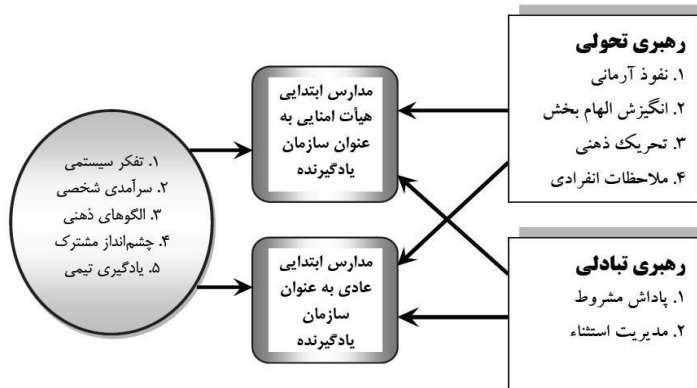 رهبری تحولی
۱. نفوذ آرمانی
۲. انگیزش الهام بخش
۳. تحریک ذهنی
۴. ملاحظات انفرادی
رهبری تبادلی
۱. پاداش مشروط
۲. مدیریت استثناء
مدارس ابتدایی
هیأت امنایی به
عنوان سازمان
یادگیرنده
مدارس ابتدایی
عادی به عنوان
سازمان
یادگیرنده
۱. تفکر سیستمی
۲. سرآمدی شخصی
۳. الگوهای ذهنی
۴. چشم‌انداز مشترک
۵. یادگیری تیمی